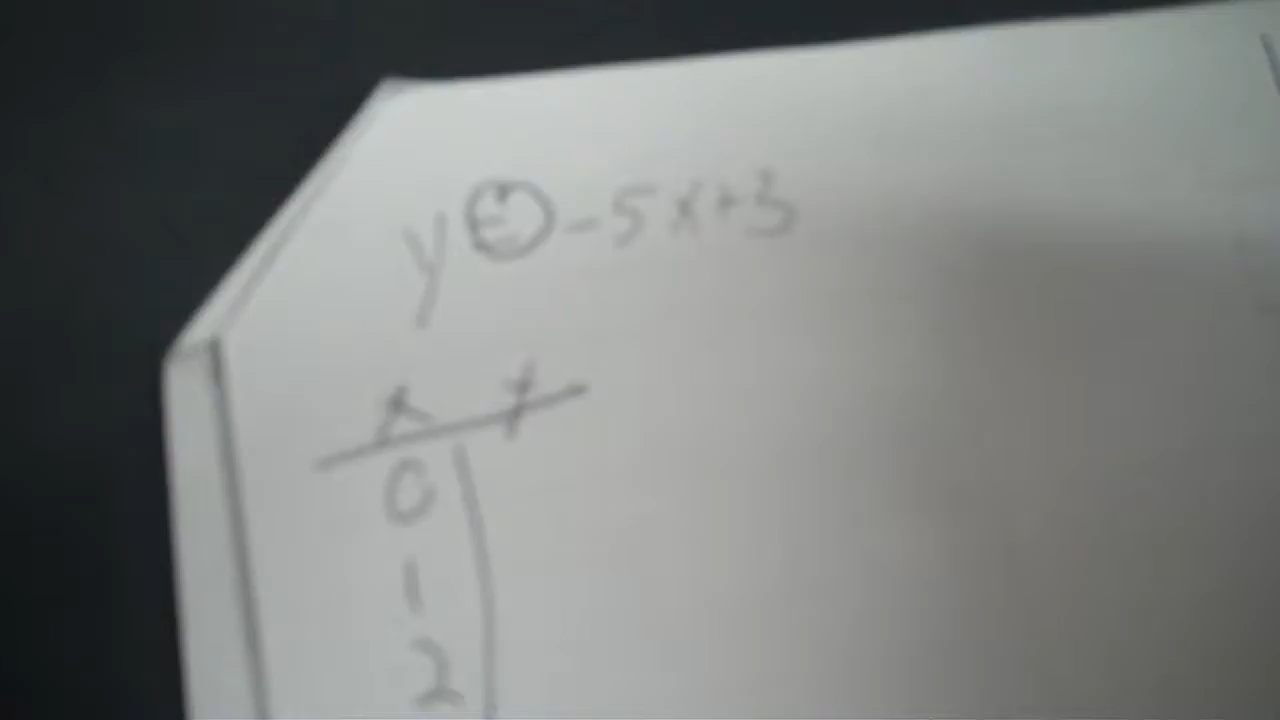 y = -5x+3
x y
0
1
2